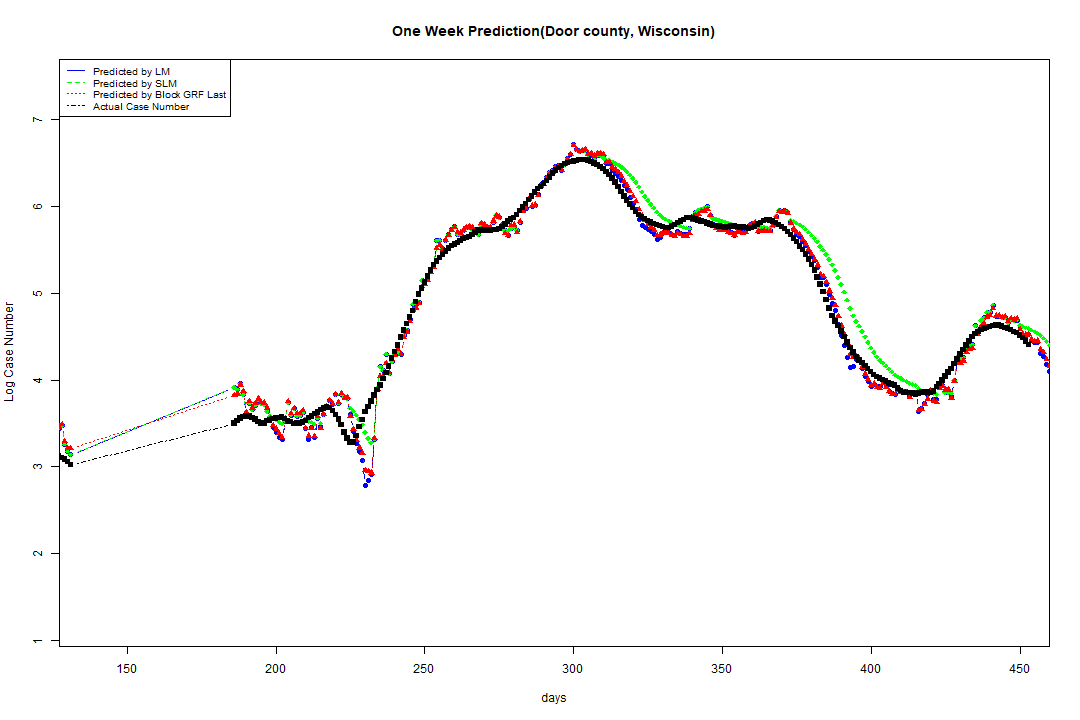 One Week Prediction(Door county, Wisconsin)
Predicted by LM
Predicted by SLM
Predicted by Block GRF Last
Actual Case Number
Log Case Number
7
6
5
4
3
2
1
150 200 250 300 350 400 450
days